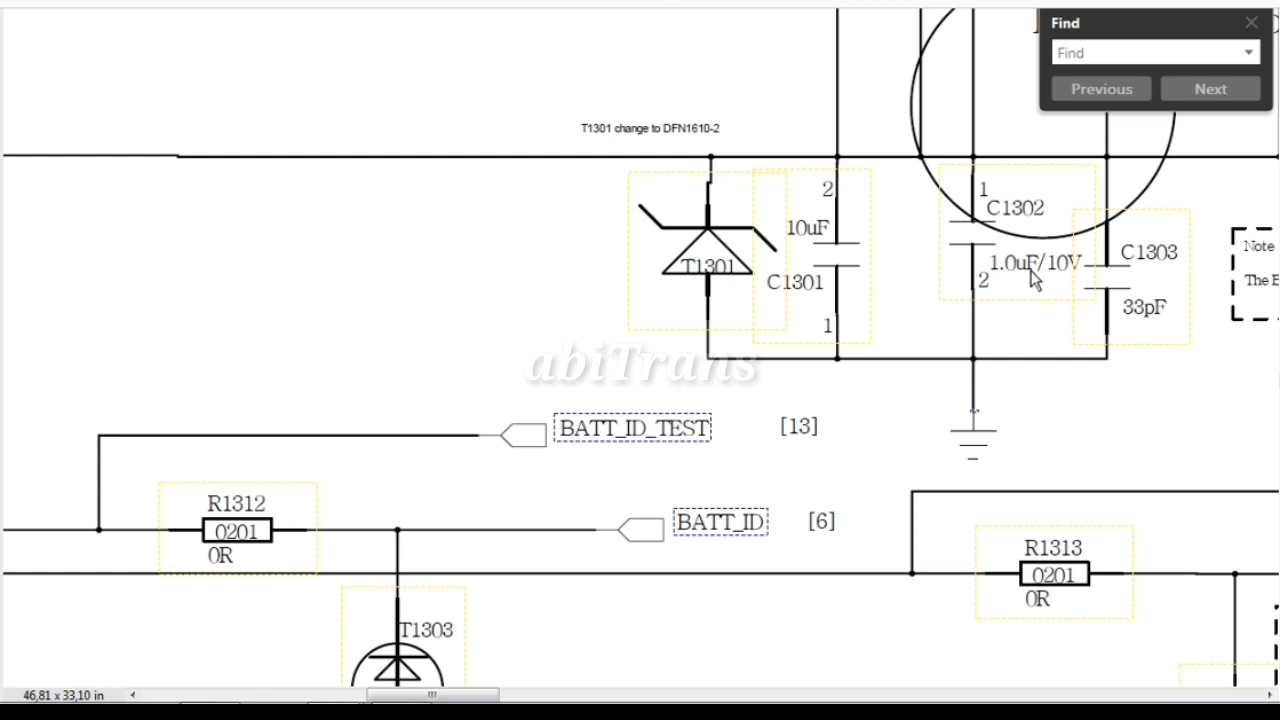 Find
Find
Previous
Next
T1301 change to DFN1610-2
T1301
2
10uF
C1301
1
1
C1302
1.0uF/10V
2
C1303
33pF
Note
The
abiTrans
BATT_ID_TEST
[13]
R1312
0201
0R
BATT_ID
[6]
R1313
0201
0R
T1303
46,81 x 33,10 in